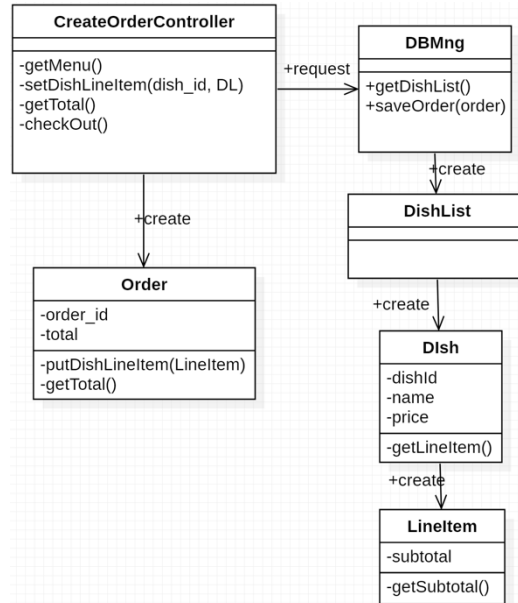 CreateOrderController
-getMenu()
-setDishLineItem(dish_id, DL)
-getTotal()
-checkOut()
+request
DBMng
+getDishList()
+saveOrder(order)
+create
DishList
+create
Order
-order_id
-total
-putDishLineItem(LineItem)
-getTotal()
+create
DIsh
-dishId
-name
-price
-getLineItem()
+create
LineItem
-subtotal
-getSubtotal()